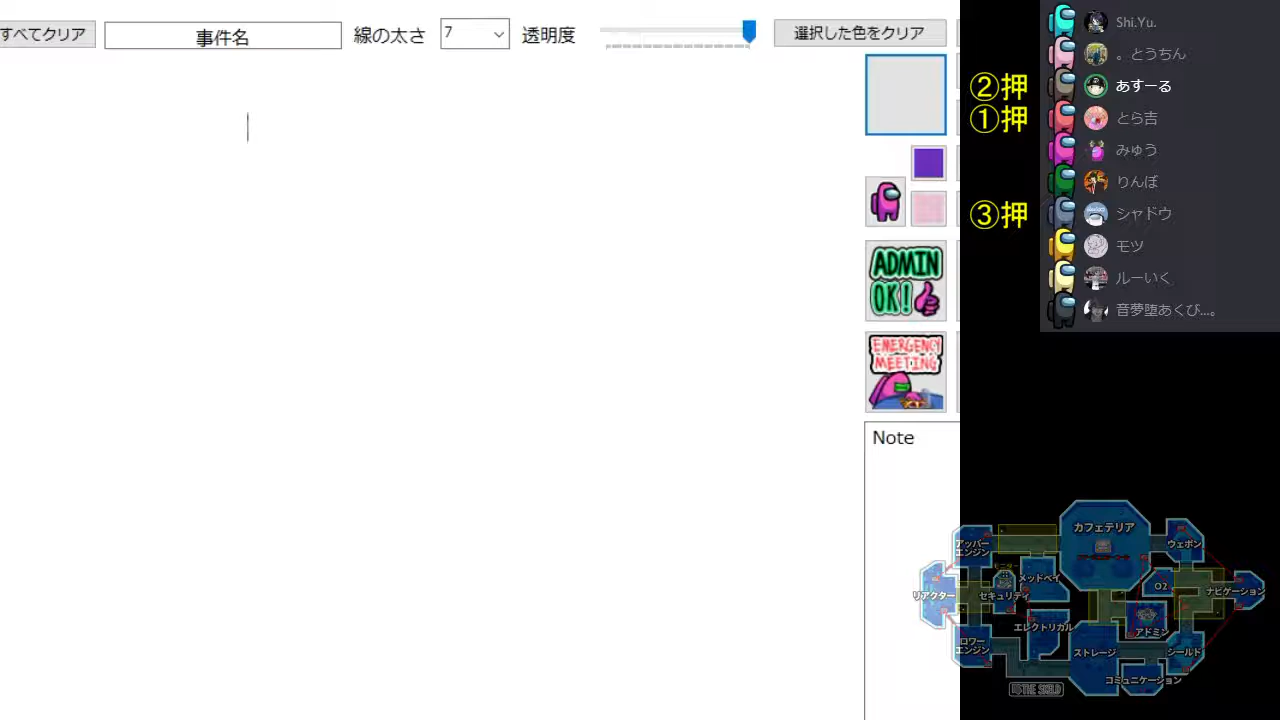 すべてクリア
事件名
線の太さ
7
透明度
選択した色をクリア
ADMIN
OK!
EMERGENCY
MEETING
Note
②押
①押
③押
Shi.Yu.
。とうちん
あすーる
とら吉
みゅう
りんぼ
シャドウ
モツ
ルーいく
音夢堕あくび...。
カフェテリア
アッパー
エンジン
ウェポン
モニター
メッドベイ
O2
リアクター
セキュリティ
ナビゲーション
エレクトリカル
アドミン
ロワー
エンジン
ストレージ
シールド
コミュニケーション
THE SKELD